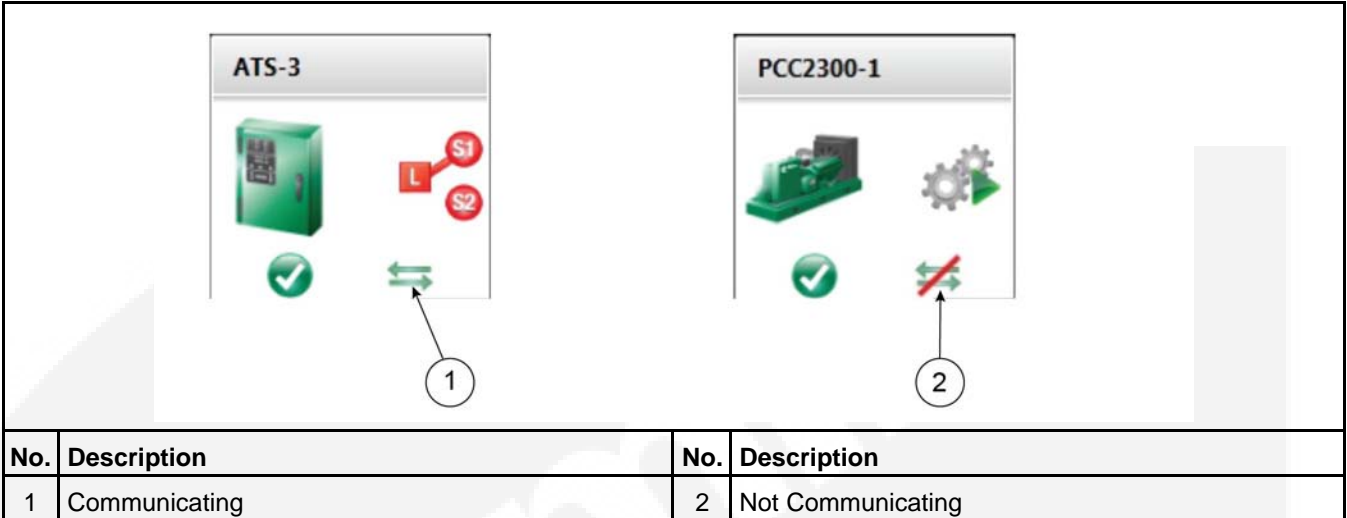 ATS-3
PCC2300-1
L
S1
S2
1
2
No. Description No. Description
1 Communicating 2 Not Communicating